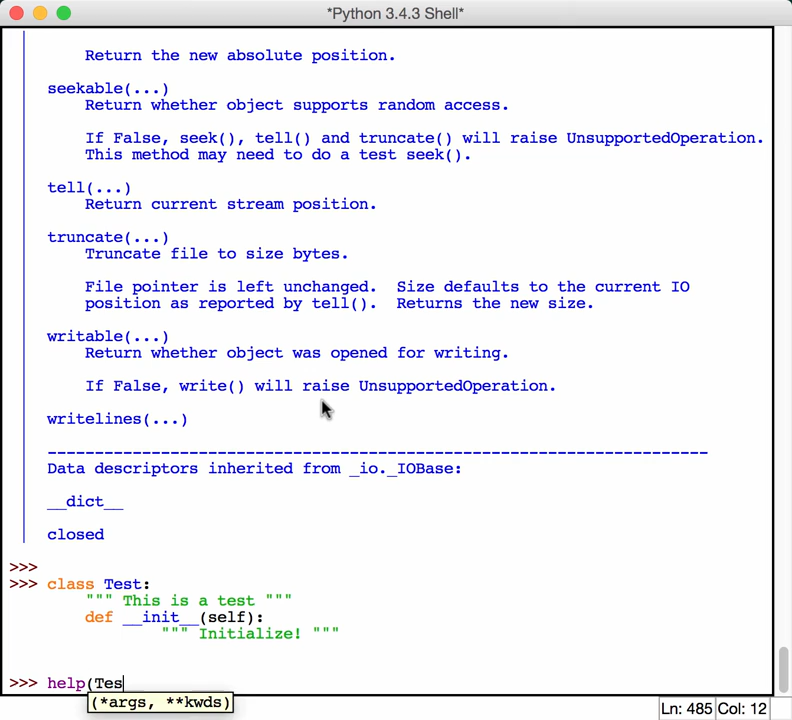 *Python 3.4.3 Shell*
Return the new absolute position.
seekable(...)
Return whether object supports random access.
If False, seek(), tell() and truncate() will raise UnsupportedOperation.
This method may need to do a test seek().
tell(...)
Return current stream position.
truncate(...)
Truncate file to size bytes.
File pointer is left unchanged.  Size defaults to the current IO
position as reported by tell().  Returns the new size.
writable(...)
Return whether object was opened for writing.
If False, write() will raise UnsupportedOperation.
writelines(...)
----------------------------------------------------------------------
Data descriptors inherited from _io._IOBase:
__dict__
closed
>>>
>>> class Test:
""" This is a test """
def __init__(self):
""" Initialize! """
>>> help(Tes
(*args, **kwds)
Ln: 485 Col: 12